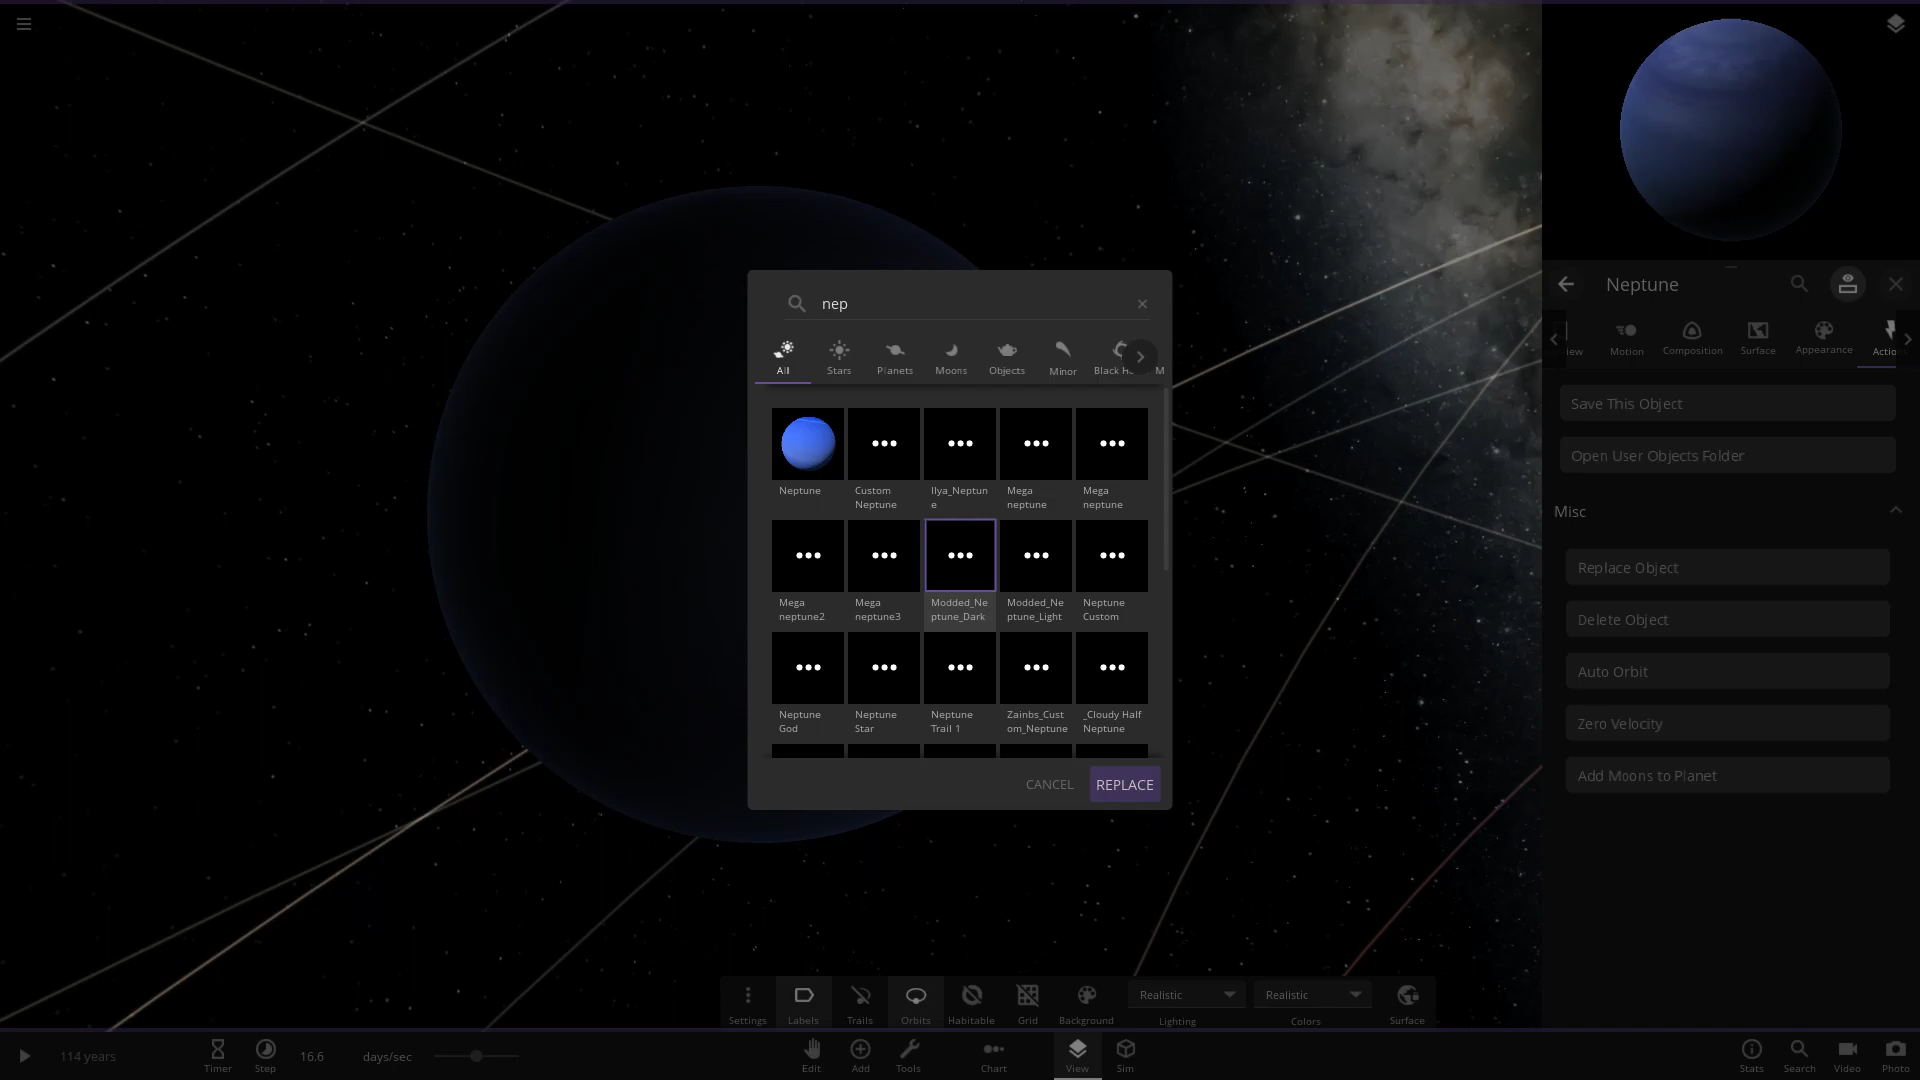 nep
All
Stars
Planets
Moons
Objects
Minor
Black H
M
Neptune
Custom
Neptune
Ilya_Neptun
e
Mega
neptune
Mega
neptune
Mega
neptune2
Mega
neptune3
Modded_Ne
ptune_Dark
Modded_Ne
ptune_Light
Neptune
Custom
Neptune
God
Neptune
Star
Neptune
Trail 1
Zainbs_Cust
om_Neptune
_Cloudy Half
Neptune
CANCEL
REPLACE
Neptune
iew
Motion
Composition
Surface
Appearance
Actio
Save This Object
Open User Objects Folder
Misc
Replace Object
Delete Object
Auto Orbit
Zero Velocity
Add Moons to Planet
Settings
Labels
Trails
Orbits
Habitable
Grid
Background
Realistic
Lighting
Realistic
Colors
Surface
114 years
Timer
Step
16.6
days/sec
Edit
Add
Tools
Chart
View
Sim
Stats
Search
Video
Photo